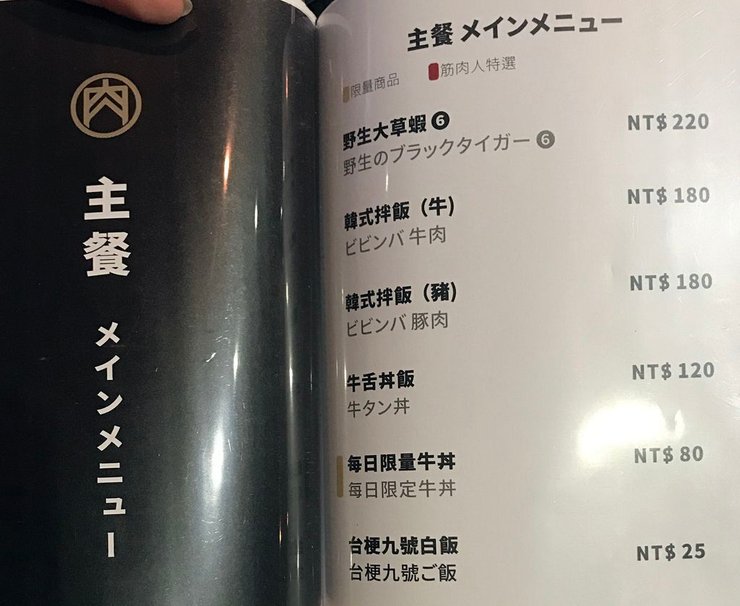 肉
主餐
メインメニュー
主餐 メインメニュー
限量商品
筋肉人特選
野生大草蝦 6
NT$ 220
野生のブラックタイガー 6
韓式拌飯（牛)
NT$ 180
ビビンバ 牛肉
韓式拌飯（豬)
NT$ 180
ビビンバ 豚肉
牛舌丼飯
NT$ 120
牛タン丼
每日限量牛丼
NT$ 80
每日限定牛丼
台梗九號白飯
NT$ 25
台梗九號ご飯